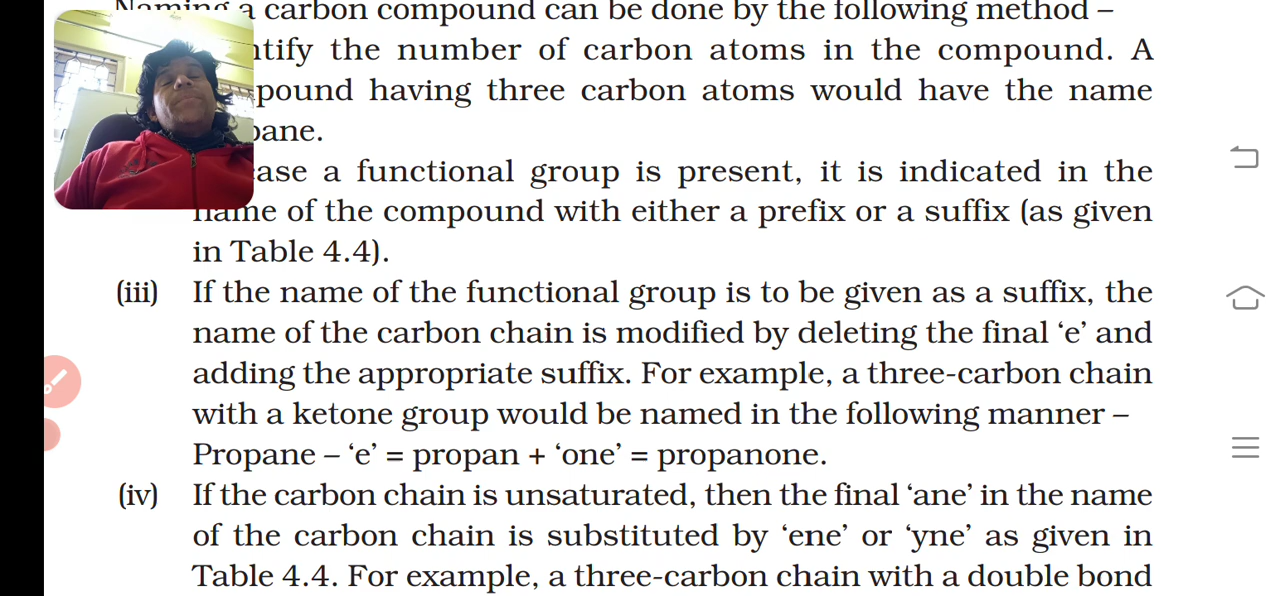 a carbon compound can be done by the following method –
ntify the number of carbon atoms in the compound. A
pound having three carbon atoms would have the name
pane.
case a functional group is present, it is indicated in the
name of the compound with either a prefix or a suffix (as given
in Table 4.4).
(iii) If the name of the functional group is to be given as a suffix, the
name of the carbon chain is modified by deleting the final ‘e’ and
adding the appropriate suffix. For example, a three-carbon chain
with a ketone group would be named in the following manner –
Propane – ‘e’ = propan + ‘one’ = propanone.
(iv) If the carbon chain is unsaturated, then the final ‘ane’ in the name
of the carbon chain is substituted by ‘ene’ or ‘yne’ as given in
Table 4.4. For example, a three-carbon chain with a double bond